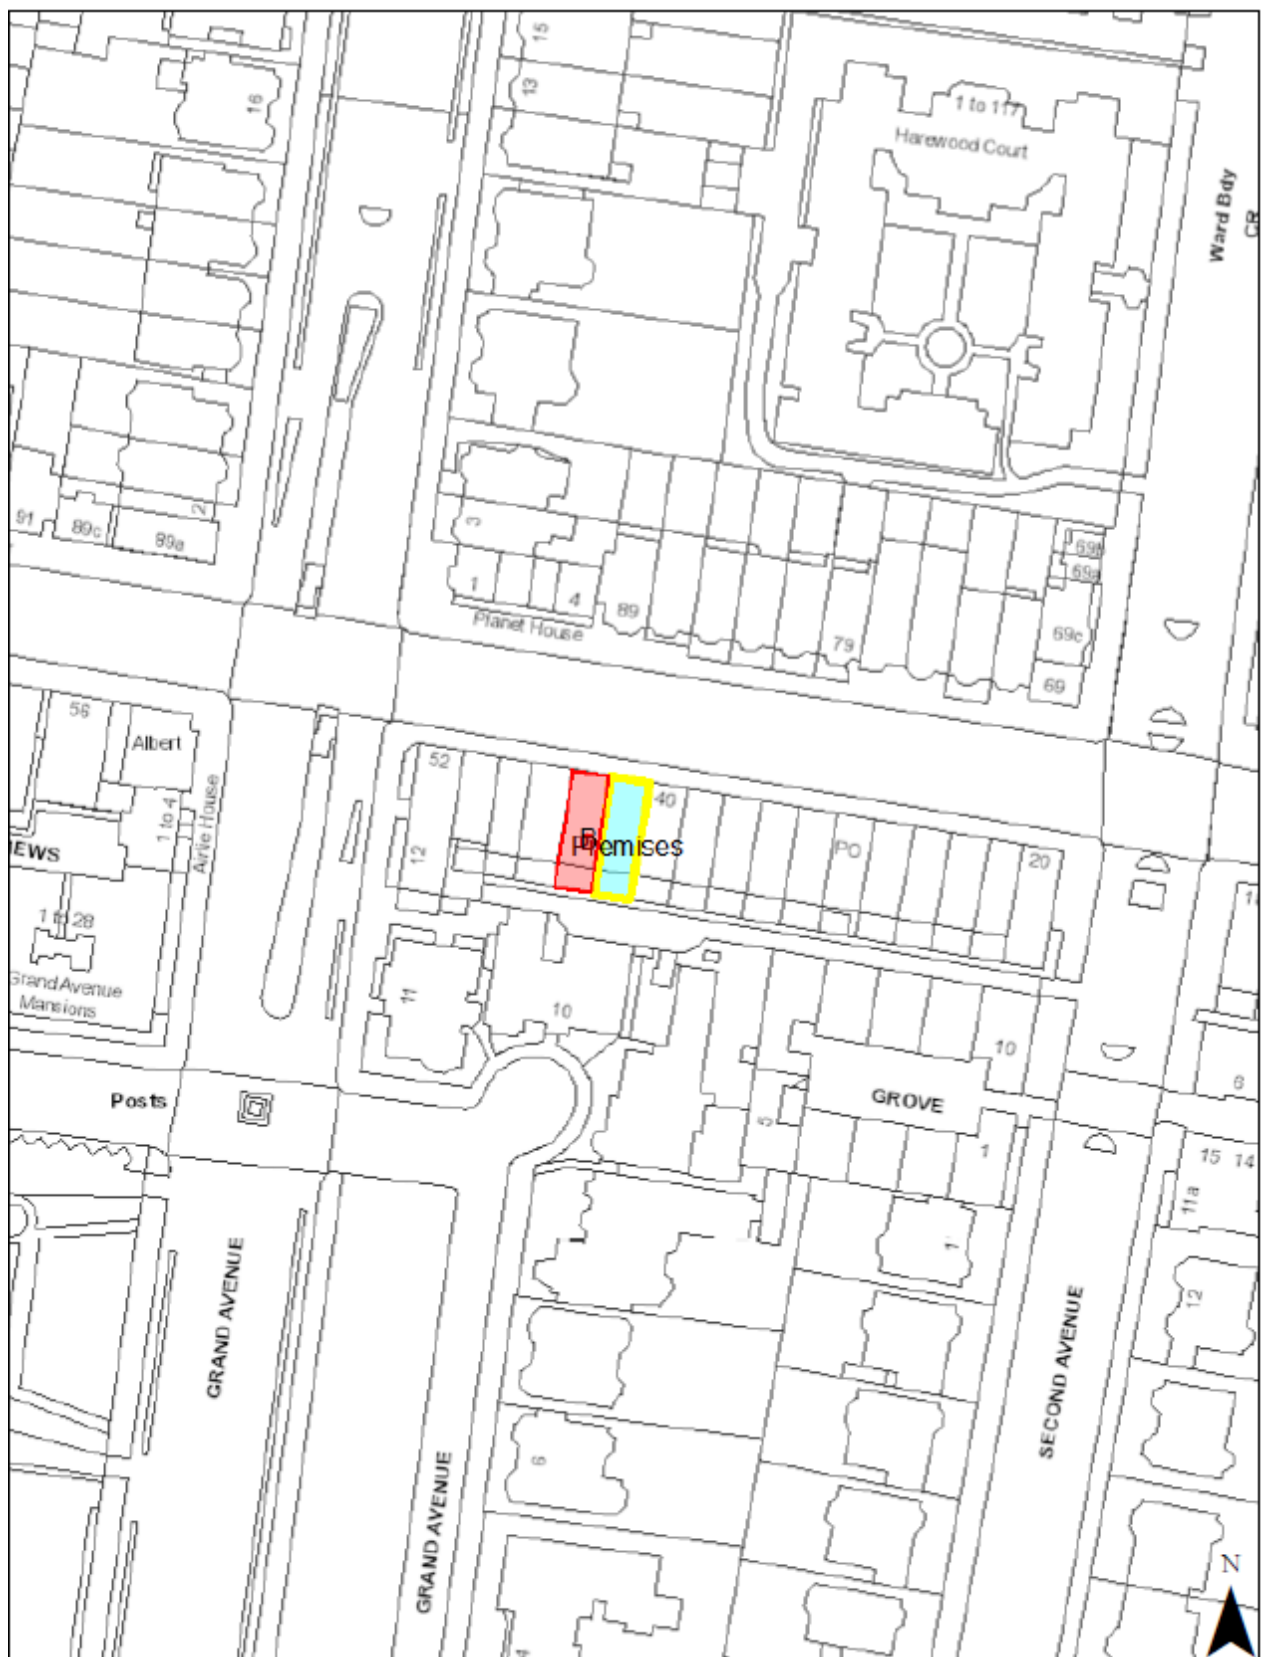 15
16
13
1 to 117
Harewood Court
Ward Bdy
CR
2
91
89c
89a
3
69b
69a
1
4
89
Planet House
79
69c
69
56
Albert
52
40
1 to 4
Airlie House
12
B
Premises
PO
20
EWS
1 to 28
Grand Avenue
Mansions
11
10
10
Posts
GROVE
6
5
1
15
14
11a
1
12
GRAND AVENUE
SECOND AVENUE
6
GRAND AVENUE
N